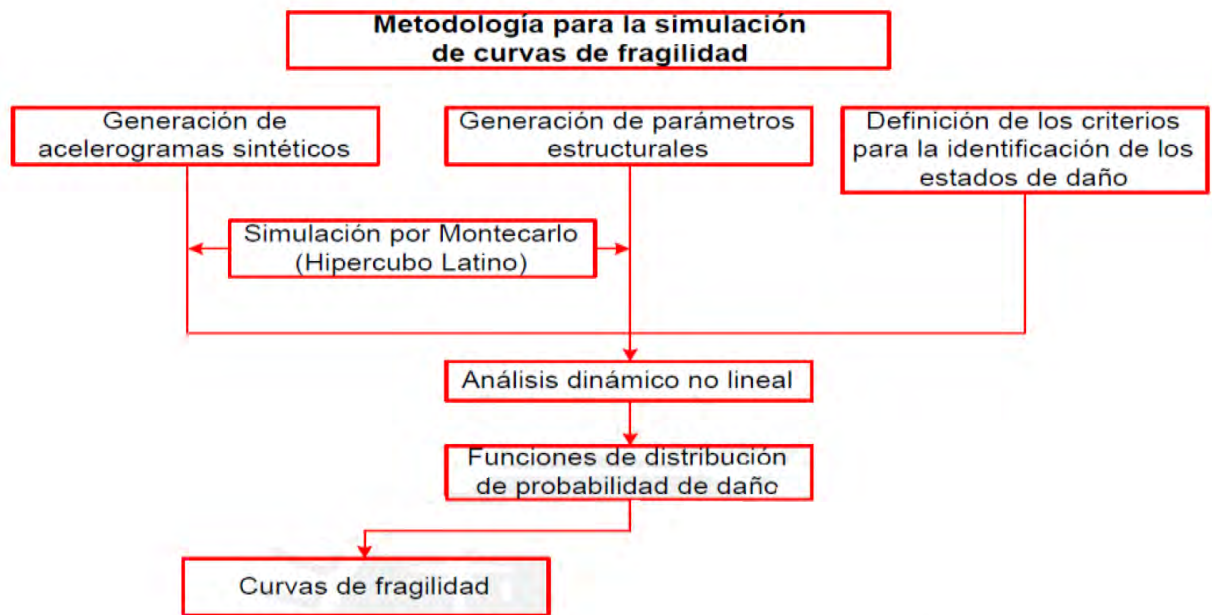 Metodología para la simulación
de curvas de fragilidad
Generación de
acelerogramas sintéticos
Generación de parámetros
estructurales
Definición de los criterios
para la identificación de los
estados de daño
Simulación por Montecarlo
(Hipercubo Latino)
Análisis dinámico no lineal
Funciones de distribución
de probabilidad de daño
Curvas de fragilidad